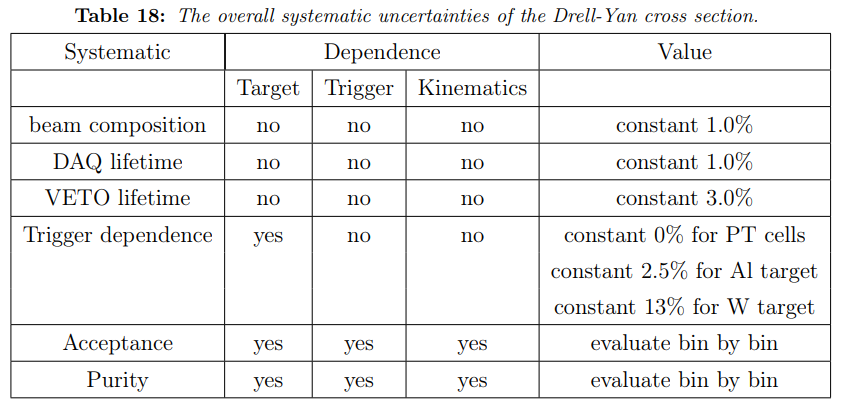 Table 18: The overall systematic uncertainties of the Drell-Yan cross section.
Systematic Dependence Value
Target Trigger Kinematics
beam composition no no no constant 1.0%
DAQ lifetime no no no constant 1.0%
VETO lifetime no no no constant 3.0%
Trigger dependence yes no no constant 0% for PT cells
constant 2.5% for Al target
constant 13% for W target
Acceptance yes yes yes evaluate bin by bin
Purity yes yes yes evaluate bin by bin